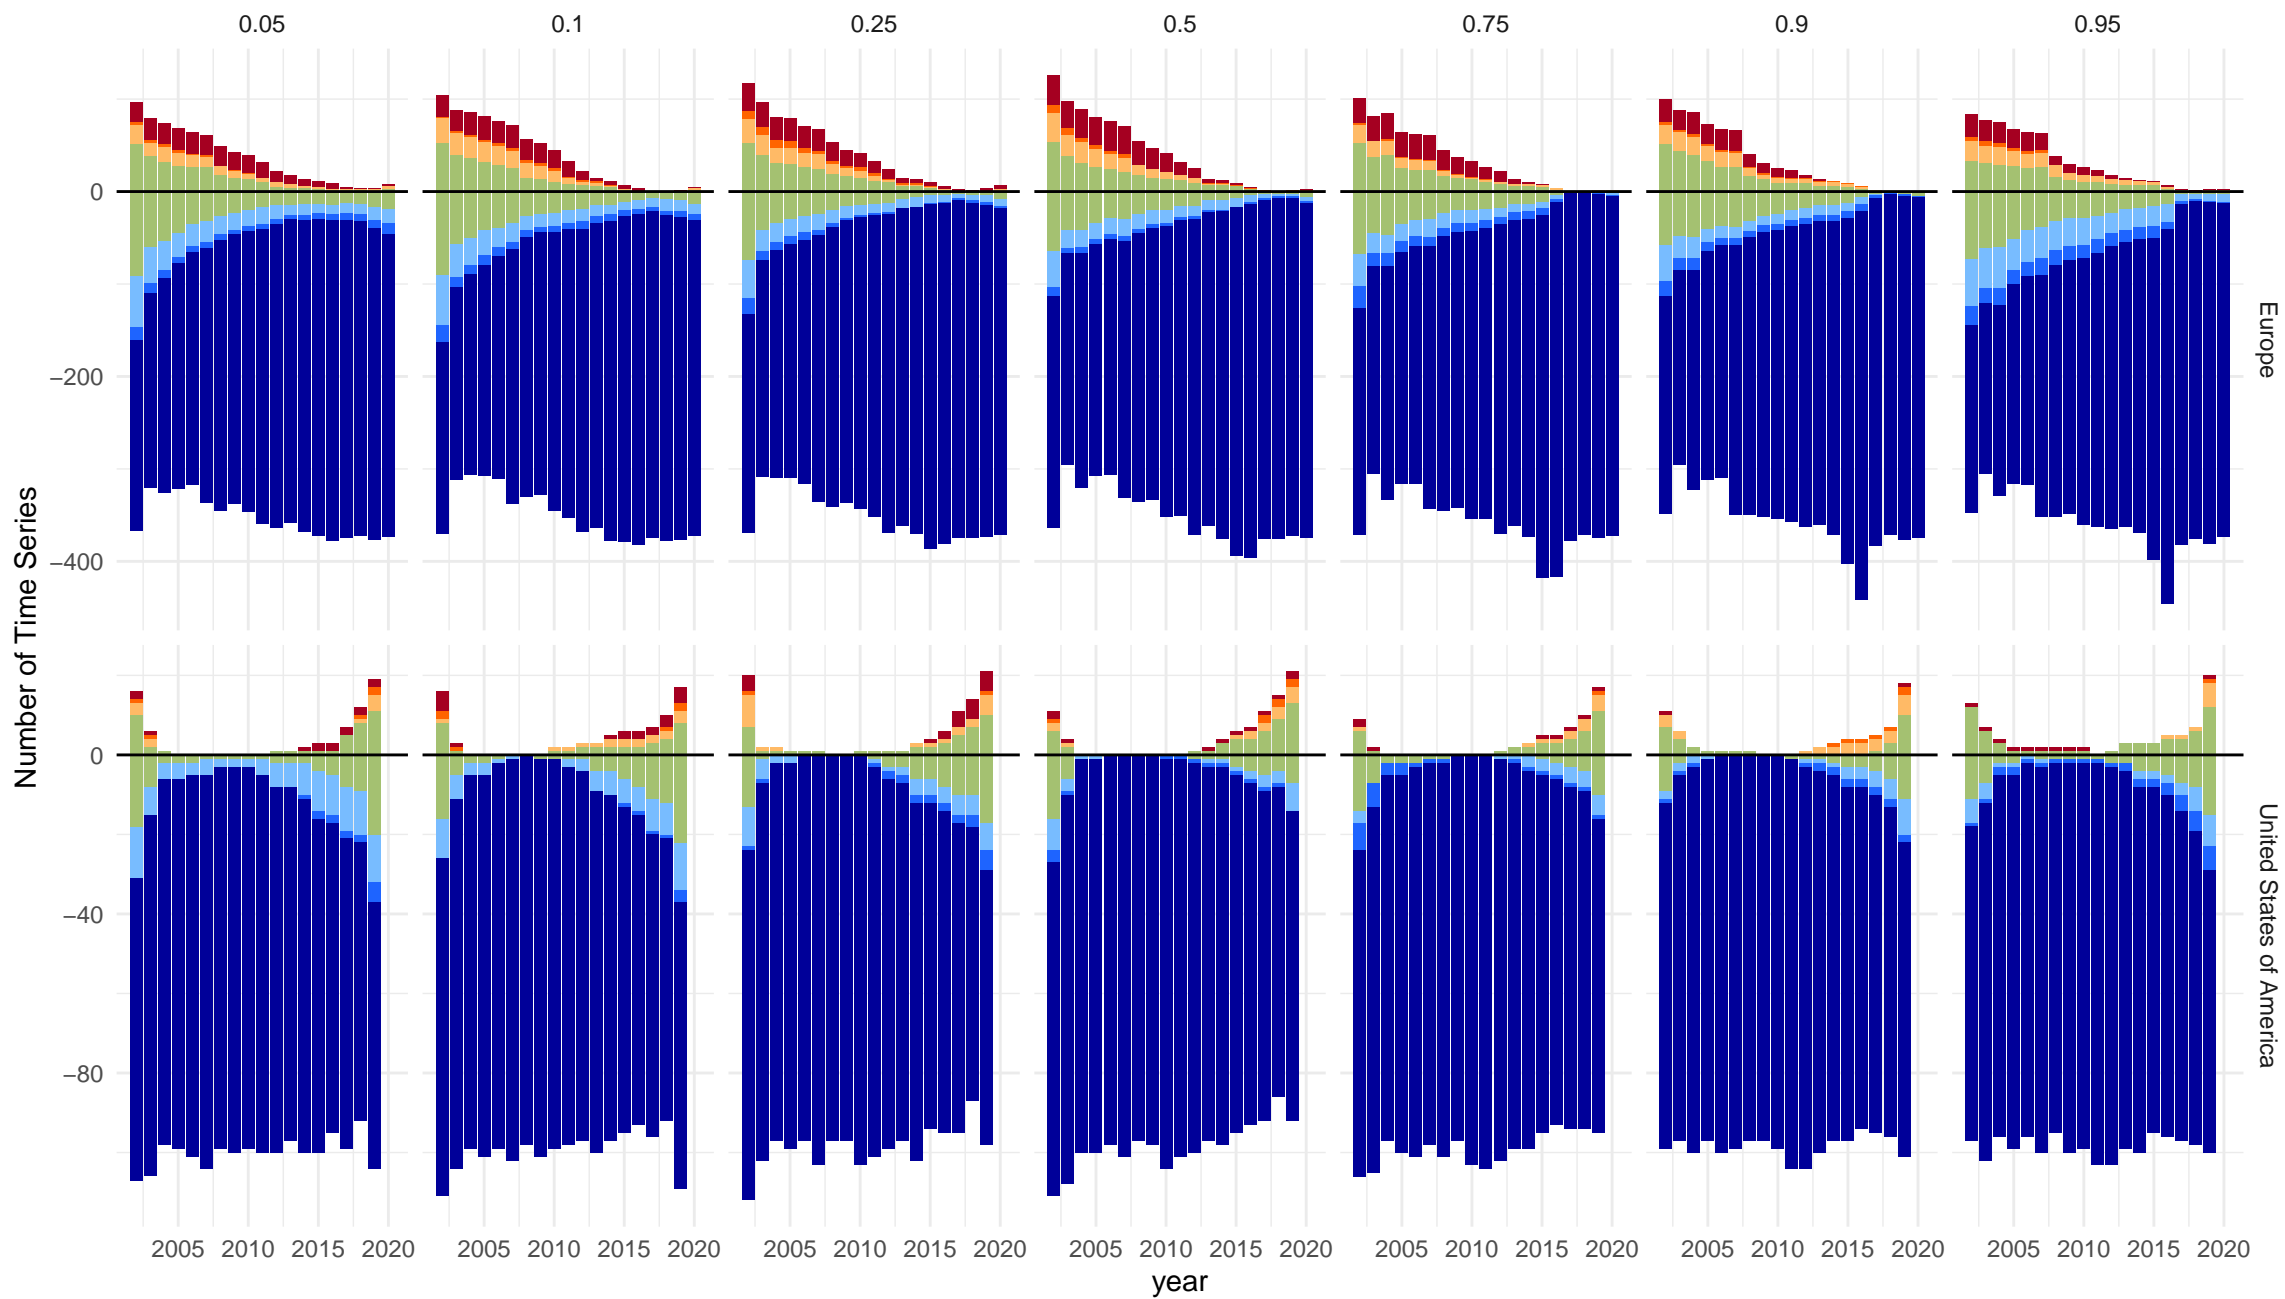 0.05 0.1 0.25 0.5 0.75 0.9 0.95
0
−200
−400
Europe
Number of Time Series
0
−40
−80
United States of America
2005 2010 2015 2020 2005 2010 2015 2020 2005 2010 2015 2020 2005 2010 2015 2020 2005 2010 2015 2020 2005 2010 2015 2020 2005 2010 2015 2020
year